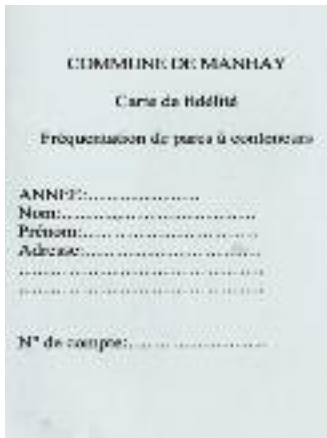 COMMUNE DE MANHAY
Carte de fidélité
Fréquentation de parcs à conteneurs
ANNEE:....................
Nom:..................................
Prénom:...............................
Adresse:...............................
............................................
............................................
N° de compte:........................